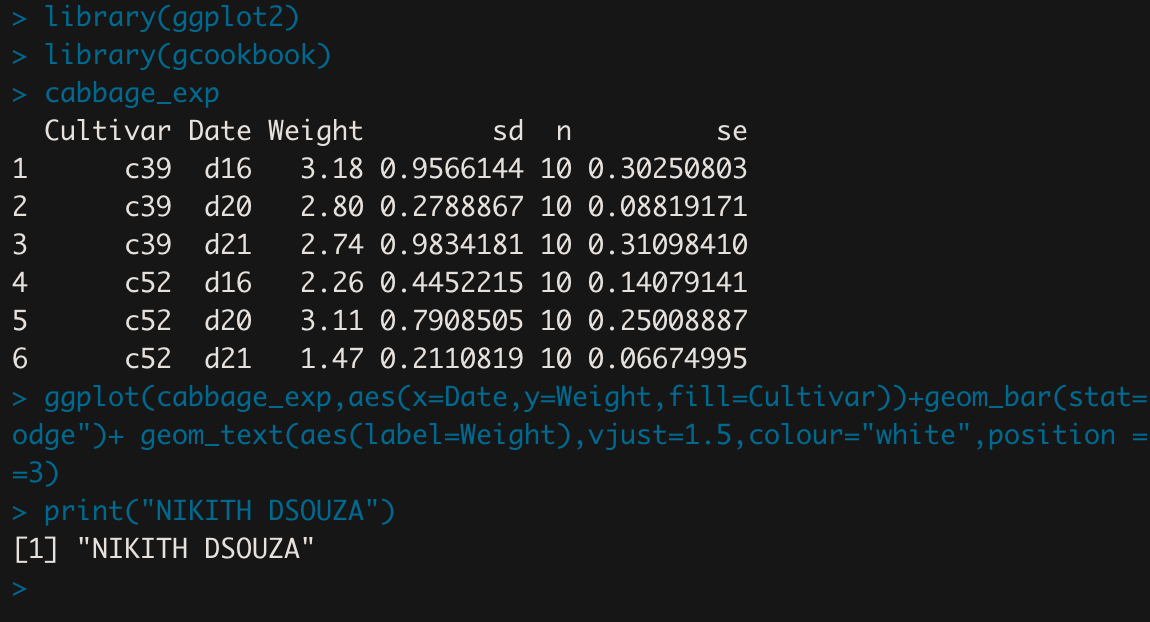 > library(ggplot2)
> library(gcookbook)
> cabbage_exp
  Cultivar Date Weight        sd  n         se
1      c39  d16   3.18 0.9566144 10 0.30250803
2      c39  d20   2.80 0.2788867 10 0.08819171
3      c39  d21   2.74 0.9834181 10 0.31098410
4      c52  d16   2.26 0.4452215 10 0.14079141
5      c52  d20   3.11 0.7908505 10 0.25008887
6      c52  d21   1.47 0.2110819 10 0.06674995
> ggplot(cabbage_exp,aes(x=Date,y=Weight,fill=Cultivar))+geom_bar(stat=
odge")+ geom_text(aes(label=Weight),vjust=1.5,colour="white",position =
=3)
> print("NIKITH DSOUZA")
[1] "NIKITH DSOUZA"
>